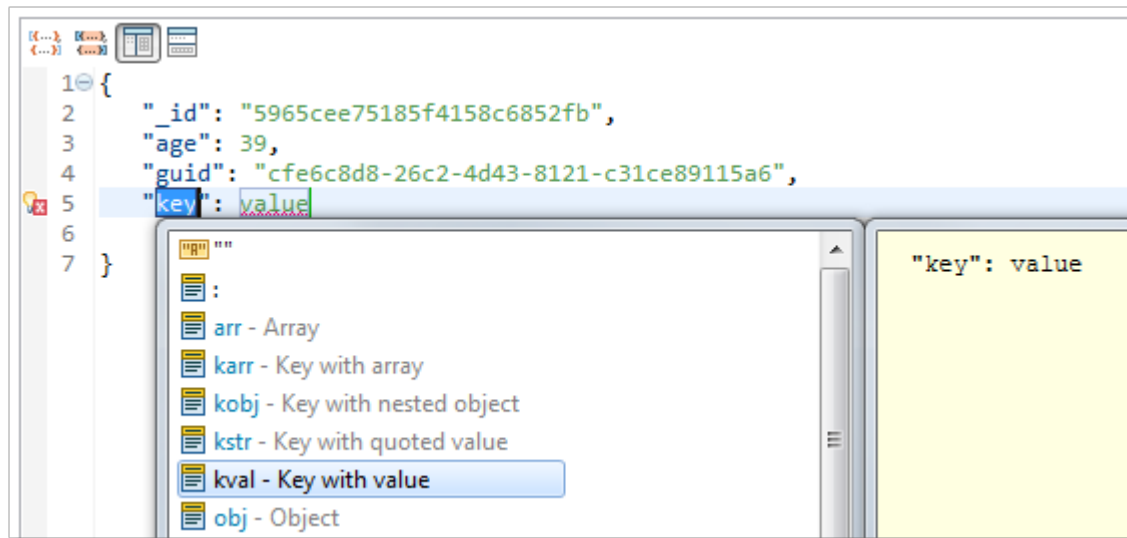 1 {
2 "_id": "5965cee75185f4158c6852fb",
3 "age": 39,
4 "guid": "cfe6c8d8-26c2-4d43-8121-c31ce89115a6",
5 "key": value
6
7 }
"a" ""
:
arr - Array
karr - Key with array
kobj - Key with nested object
kstr - Key with quoted value
kval - Key with value
obj - Object
"key": value